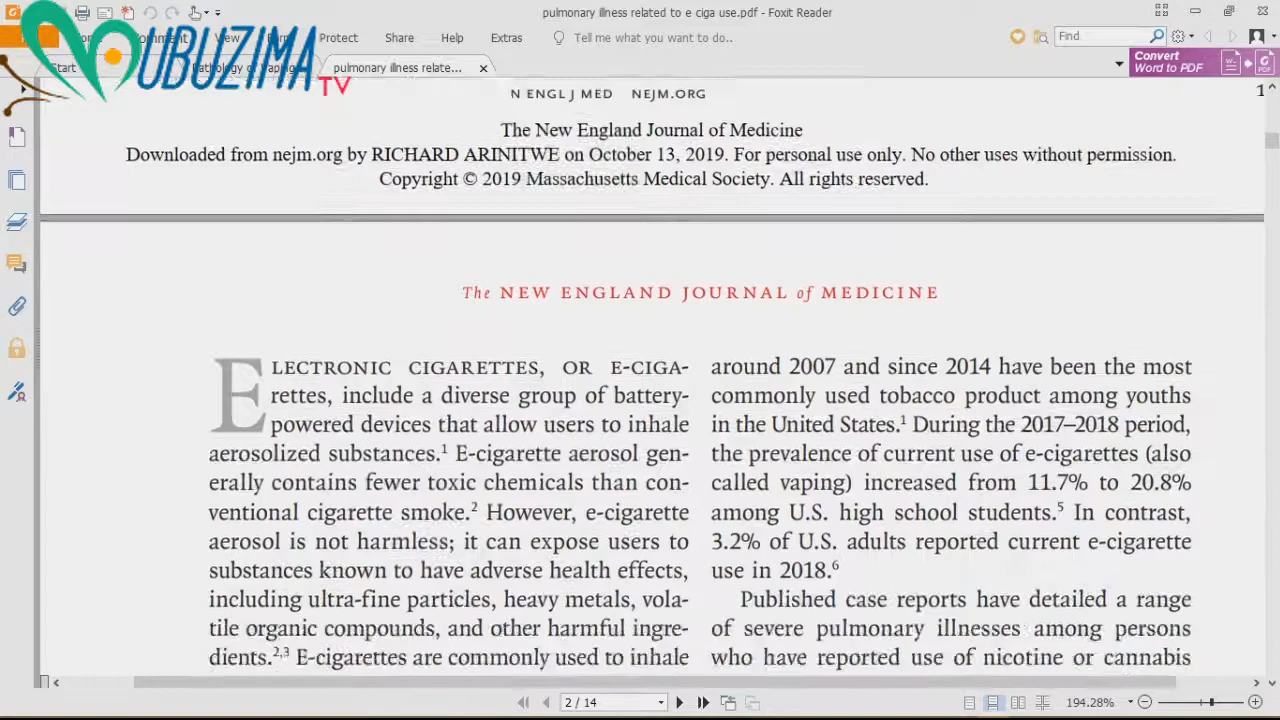 pulmonary illness related to e ciga use.pdf - Foxit Reader
View
Protect
Share
Help
Extras
Tell me what you want to do..
Find
OUBUZIMA
TV
Start
Pathology of Vaping
pulmonary illness relate...
Convert
Word to PDF
N ENGL J MED NEJM.ORG
1
The New England Journal of Medicine
Downloaded from nejm.org by RICHARD ARINITWE on October 13, 2019. For personal use only. No other uses without permission.
Copyright © 2019 Massachusetts Medical Society. All rights reserved.
The NEW ENGLAND JOURNAL of MEDICINE
ELECTRONIC CIGARETTES, OR E-CIGA-
rettes, include a diverse group of battery-
powered devices that allow users to inhale
aerosolized substances.1 E-cigarette aerosol gen-
erally contains fewer toxic chemicals than con-
ventional cigarette smoke.2 However, e-cigarette
aerosol is not harmless; it can expose users to
substances known to have adverse health effects,
including ultra-fine particles, heavy metals, vola-
tile organic compounds, and other harmful ingre-
dients.2,3 E-cigarettes are commonly used to inhale
around 2007 and since 2014 have been the most
commonly used tobacco product among youths
in the United States.1 During the 2017–2018 period,
the prevalence of current use of e-cigarettes (also
called vaping) increased from 11.7% to 20.8%
among U.S. high school students.5 In contrast,
3.2% of U.S. adults reported current e-cigarette
use in 2018.6
Published case reports have detailed a range
of severe pulmonary illnesses among persons
who have reported use of nicotine or cannabis
2 / 14
194.28%